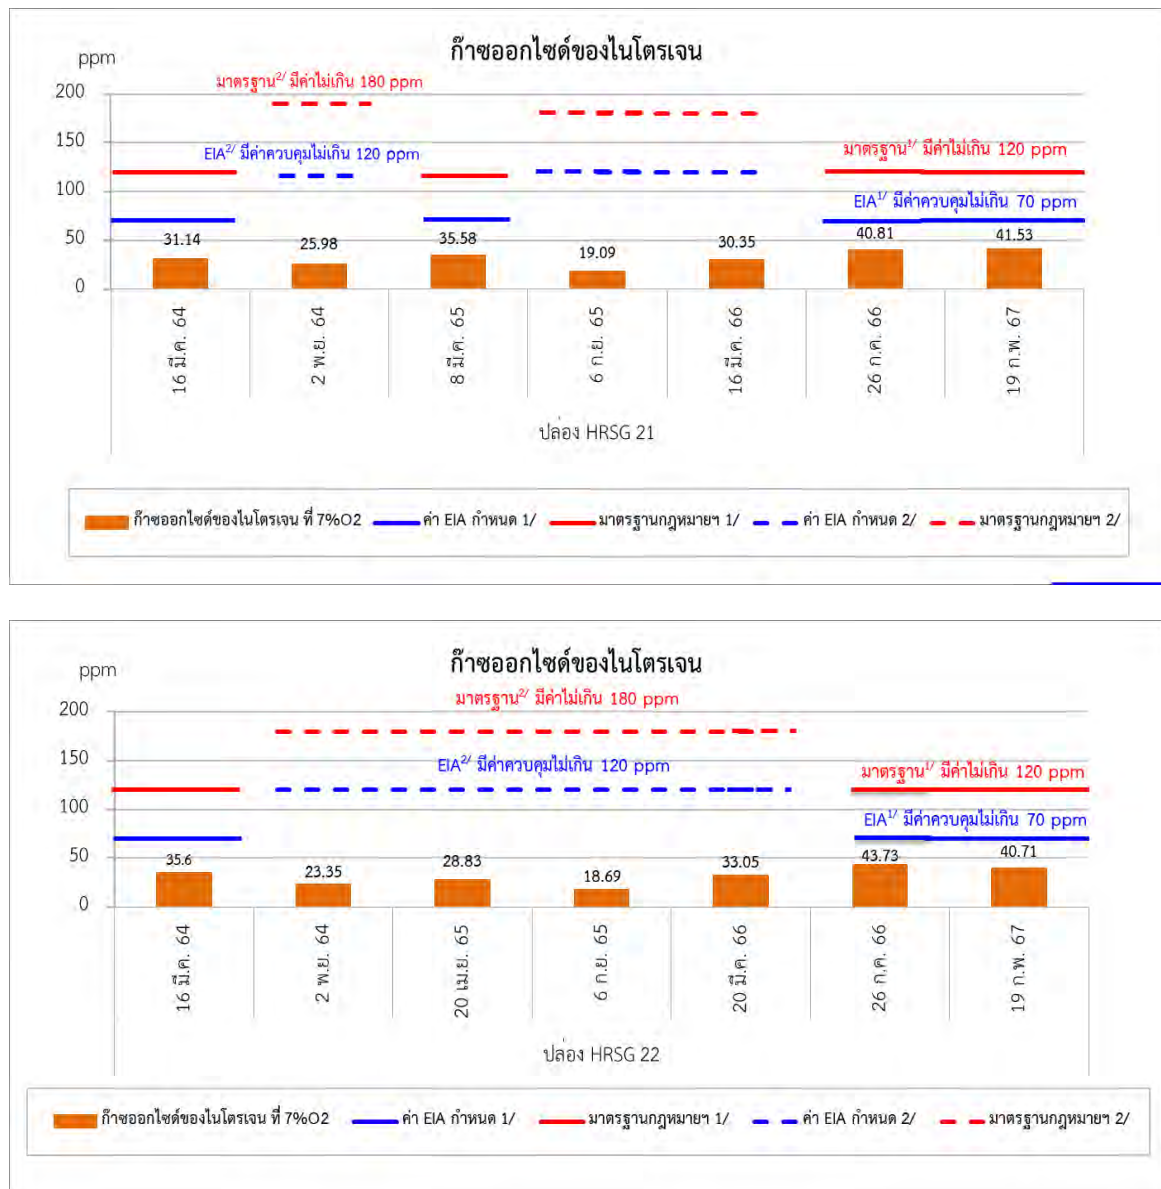 ก๊าซออกไซด์ของไนโตรเจน
ppm
มาตรฐาน2/ มีค่าไม่เกิน 180 ppm
200
150
EIA2/ มีค่าควบคุมไม่เกิน 120 ppm
มาตรฐาน1/ มีค่าไม่เกิน 120 ppm
100
EIA1/ มีค่าควบคุมไม่เกิน 70 ppm
50
0
31.14 25.98 35.58 19.09 30.35 40.81 41.53
16 มี.ค. 64
2 พ.ย. 64
8 มี.ค. 65
6 ก.ย. 65
16 มี.ค. 66
26 ก.ค. 66
19 ก.พ. 67
ปล่อง HRSG 21
ก๊าซออกไซด์ของไนโตรเจน ที่ 7%O2 ค่า EIA กำหนด 1/ มาตรฐานกฎหมายฯ 1/ ค่า EIA กำหนด 2/ มาตรฐานกฎหมายฯ 2/
ก๊าซออกไซด์ของไนโตรเจน
ppm
มาตรฐาน2/ มีค่าไม่เกิน 180 ppm
200
150
EIA2/ มีค่าควบคุมไม่เกิน 120 ppm
มาตรฐาน1/ มีค่าไม่เกิน 120 ppm
100
EIA1/ มีค่าควบคุมไม่เกิน 70 ppm
50
0
35.6 23.35 28.83 18.69 33.05 43.73 40.71
16 มี.ค. 64
2 พ.ย. 64
20 เม.ย. 65
6 ก.ย. 65
20 มี.ค. 66
26 ก.ค. 66
19 ก.พ. 67
ปล่อง HRSG 22
ก๊าซออกไซด์ของไนโตรเจน ที่ 7%O2 ค่า EIA กำหนด 1/ มาตรฐานกฎหมายฯ 1/ ค่า EIA กำหนด 2/ มาตรฐานกฎหมายฯ 2/